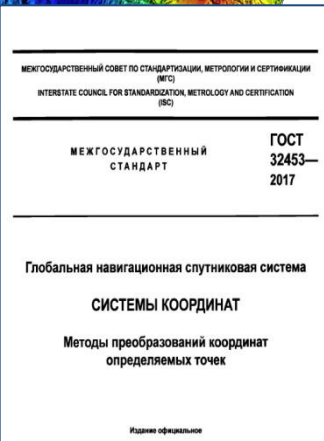 МЕЖГОСУДАРСТВЕННЫЙ СОВЕТ ПО СТАНДАРТИЗАЦИИ, МЕТРОЛОГИИ И СЕРТИФИКАЦИИ
(МГС)
INTERSTATE COUNCIL FOR STANDARDIZATION, METROLOGY AND CERTIFICATION
(ISC)
МЕЖГОСУДАРСТВЕННЫЙ
СТАНДАРТ
ГОСТ
32453—
2017
Глобальная навигационная спутниковая система
СИСТЕМЫ КООРДИНАТ
Методы преобразований координат
определяемых точек
Издание официальное